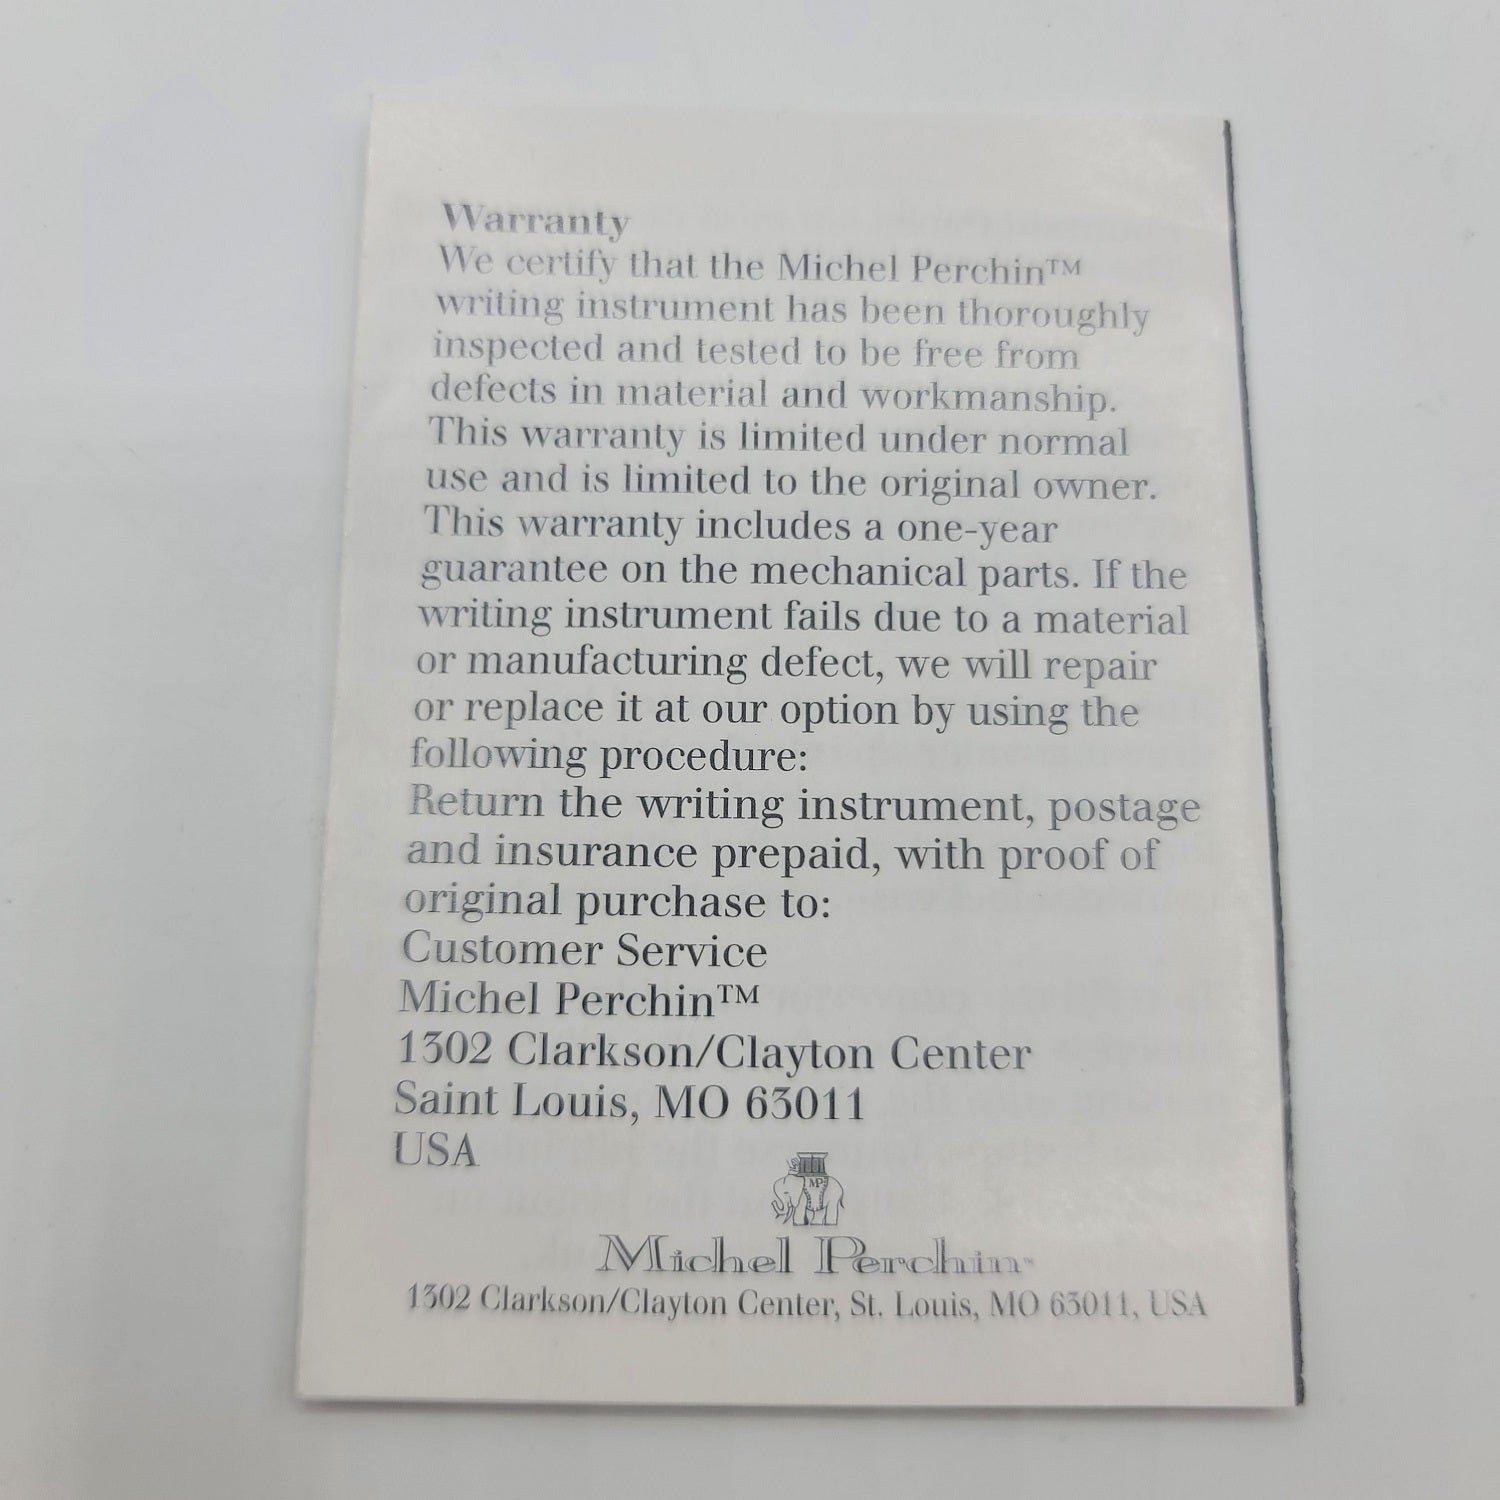 Warranty
We certify that the Michel Perchin™
writing instrument has been thoroughly
inspected and tested to be free from
defects in material and workmanship.
This warranty is limited under normal
use and is limited to the original owner.
This warranty includes a one-year
guarantee on the mechanical parts. If the
writing instrument fails due to a material
or manufacturing defect, we will repair
or replace it at our option by using the
following procedure:
Return the writing instrument, postage
and insurance prepaid, with proof of
original purchase to:
Customer Service
Michel Perchin™
1302 Clarkson/Clayton Center
Saint Louis, MO 63011
USA
MP
Michel Perchin™
1302 Clarkson/Clayton Center, St. Louis, MO 63011, USA